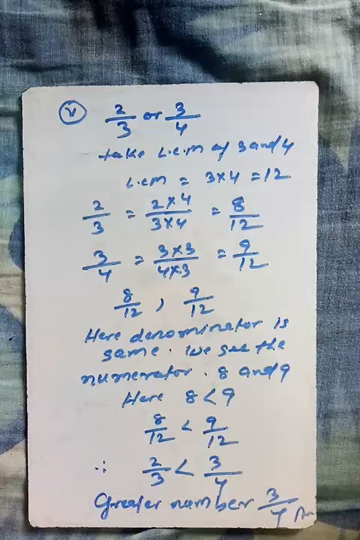 (v) 2/3 or 3/4
take L.C.M of 3 and 4
L.C.M = 3×4 = 12
2/3 = 2×4/3×4 = 8/12
3/4 = 3×3/4×3 = 9/12
8/12 , 9/12
Here denominator is
same. We see the
numerator. 8 and 9
Here 8 < 9
8/12 < 9/12
∴ 2/3 < 3/4
Greater number 3/4